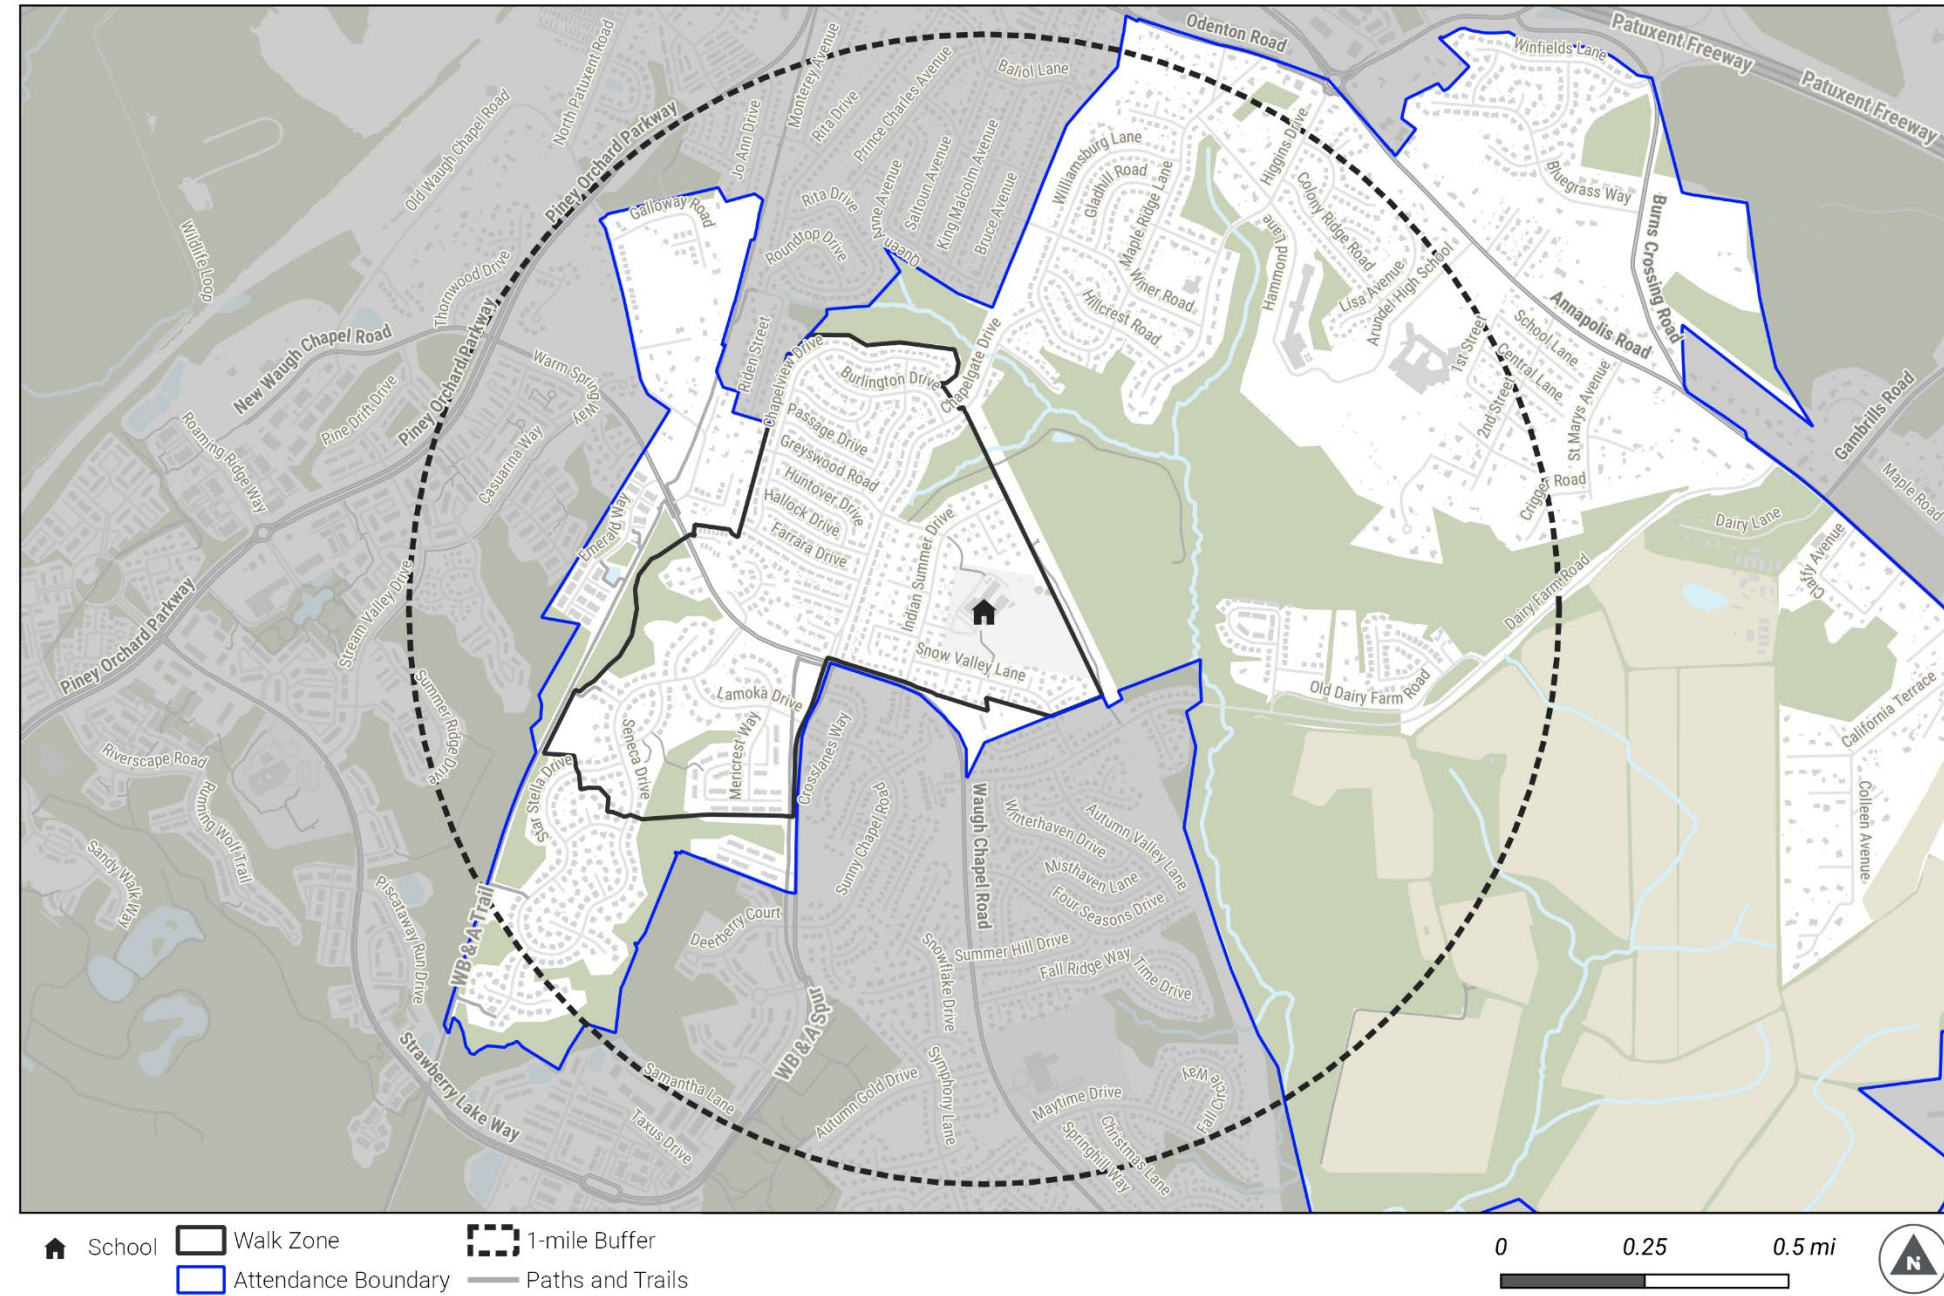 Odenton Road
Patuxent Freeway
Patuxent Freeway
Winfields Lane
Monterey Avenue
North Patuxent Road
Baliol Lane
Prince Charles Avenue
Rita Drive
Old Waugh Chapel Road
Piney Orchard Parkway
Jo Ann Drive
Williamsburg Lane
Higgins Drive
Gladhill Road
Maple Ridge Lane
Bluegrass Way
Galloway Road
Rita Drive
Queen Anne Avenue
Saltoun Avenue
King Malcolm Avenue
Bruce Avenue
Colony Ridge Road
Burns Crossing Road
Wildlife Loop
Roundtop Drive
Hammond Lane
Winer Road
Lisa Avenue
Arundel High School
Thornwood Drive
Hillcrest Road
Annapolis Road
New Waugh Chapel Road
Piney Orchard Parkway
Warm Spring Way
Riden Street
Chapelview Drive
Burlington Drive
Chapelgate Drive
1st Street
School Lane
Central Lane
2nd Street
St Marys Avenue
Gambrills Road
Maple Road
Pine Drift Drive
Roaming Ridge Way
Casuarina Way
Passage Drive
Greyswood Road
Huntover Drive
Hallock Drive
Farrara Drive
Crigger Road
Dairy Lane
Emerald Way
Indian Summer Drive
Claiffy Avenue
Dairy Farm Road
Stream Valley Drive
Piney Orchard Parkway
Snow Valley Lane
Old Dairy Farm Road
Summer Ridge Drive
Lamoka Drive
Seneca Drive
Mericrest Way
Crosslanes Way
California Terrace
Riverscape Road
Running Wolf Trail
Star Stella Drive
Sunny Chapel Road
Waugh Chapel Road
Winterhaven Drive
Autumn Valley Lane
Misthaven Lane
Four Seasons Drive
Colleen Avenue
Sandy Walk Way
Piscataway Run Drive
WB & A Trail
Deerberry Court
Snowflake Drive
Summer Hill Drive
Fall Ridge Way
Time Drive
WB & A Spur
Strawberry Lake Way
Samantha Lane
Taxus Drive
Autumn Gold Drive
Symphony Lane
Maytime Drive
Fall Circle Way
Springhill Way
Christmas Lane
School
Walk Zone
1-mile Buffer
Attendance Boundary
Paths and Trails
0 0.25 0.5 mi
N